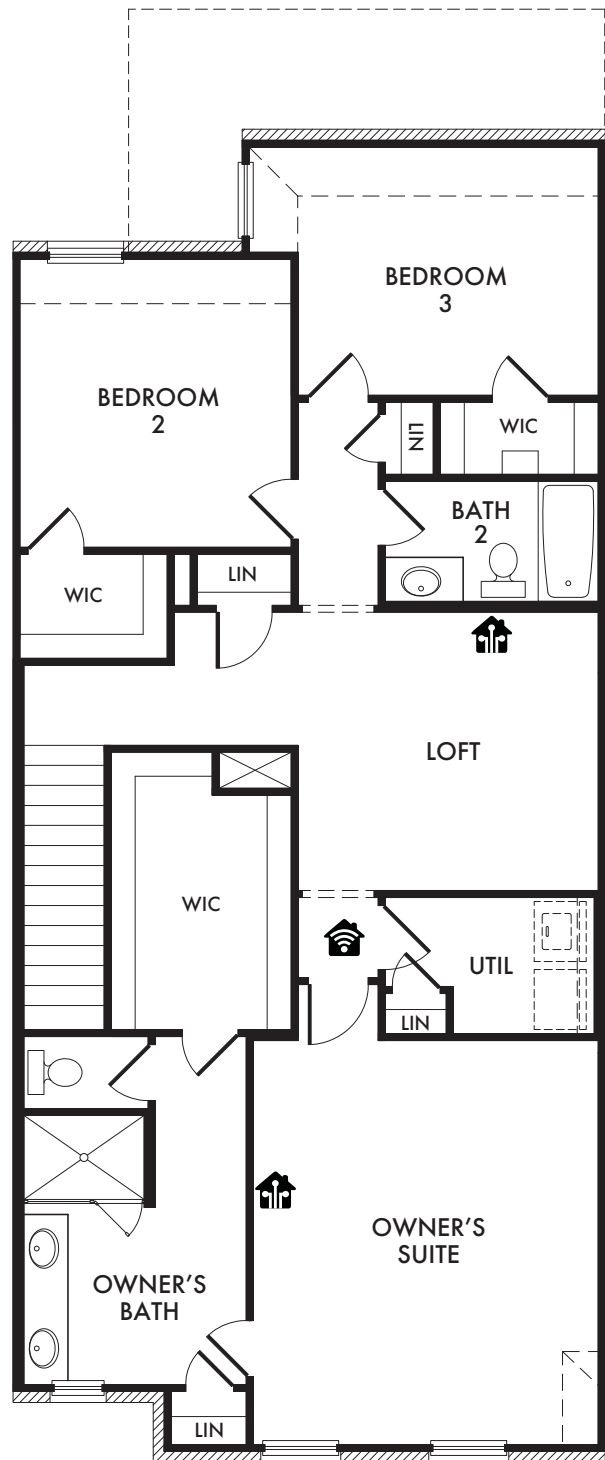 BEDROOM
3
BEDROOM
2
LIN
WIC
BATH
2
LIN
WIC
LOFT
WIC
UTIL
LIN
OWNER'S
SUITE
OWNER'S
BATH
LIN